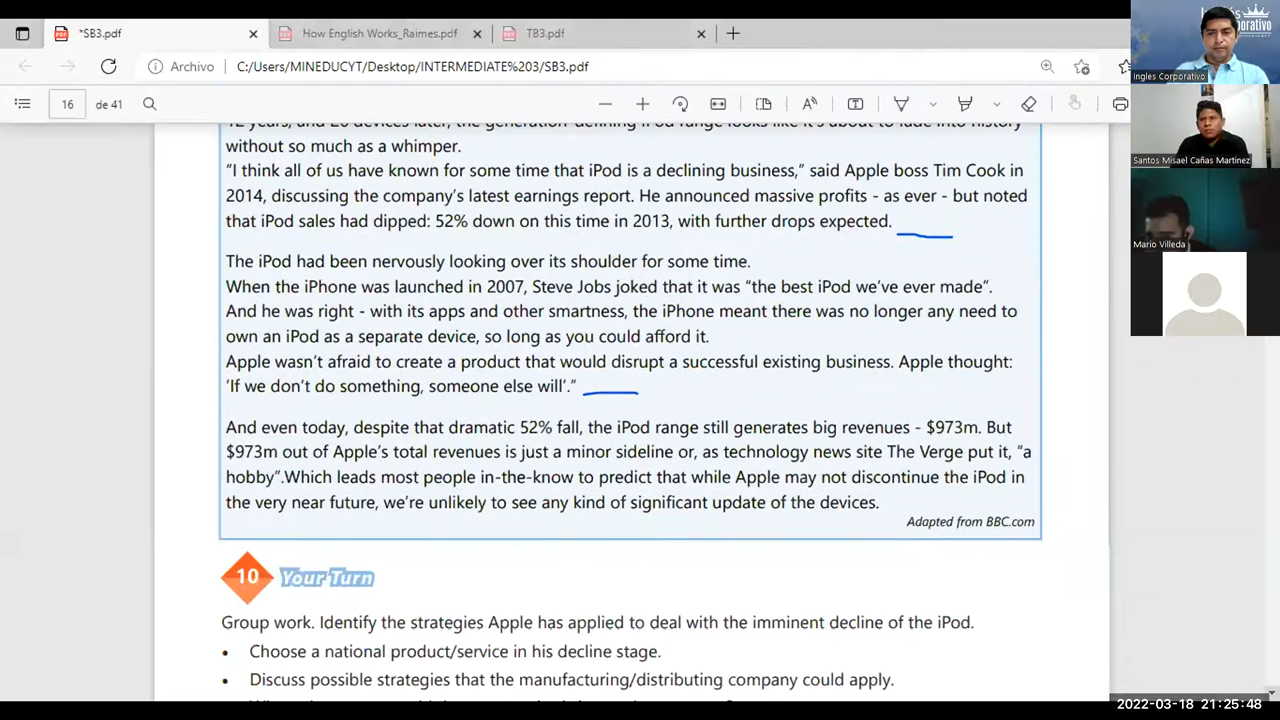 *SB3.pdf
How English Works_Raimes.pdf
TB3.pdf
Archivo
C:/Users/MINEDUCYT/Desktop/INTERMEDIATE%203/SB3.pdf
16
de 41
without so much as a whimper.
“I think all of us have known for some time that iPod is a declining business,” said Apple boss Tim Cook in
2014, discussing the company’s latest earnings report. He announced massive profits - as ever - but noted
that iPod sales had dipped: 52% down on this time in 2013, with further drops expected.
The iPod had been nervously looking over its shoulder for some time.
When the iPhone was launched in 2007, Steve Jobs joked that it was “the best iPod we’ve ever made”.
And he was right - with its apps and other smartness, the iPhone meant there was no longer any need to
own an iPod as a separate device, so long as you could afford it.
Apple wasn’t afraid to create a product that would disrupt a successful existing business. Apple thought:
‘If we don’t do something, someone else will’.”
And even today, despite that dramatic 52% fall, the iPod range still generates big revenues - $973m. But
$973m out of Apple’s total revenues is just a minor sideline or, as technology news site The Verge put it, “a
hobby”.Which leads most people in-the-know to predict that while Apple may not discontinue the iPod in
the very near future, we’re unlikely to see any kind of significant update of the devices.
Adapted from BBC.com
10 Your Turn
Group work. Identify the strategies Apple has applied to deal with the imminent decline of the iPod.
• Choose a national product/service in his decline stage.
• Discuss possible strategies that the manufacturing/distributing company could apply.
Ingles Corporativo
Santos Misael Cañas Martinez
Mario Villeda
2022-03-18 21:25:48